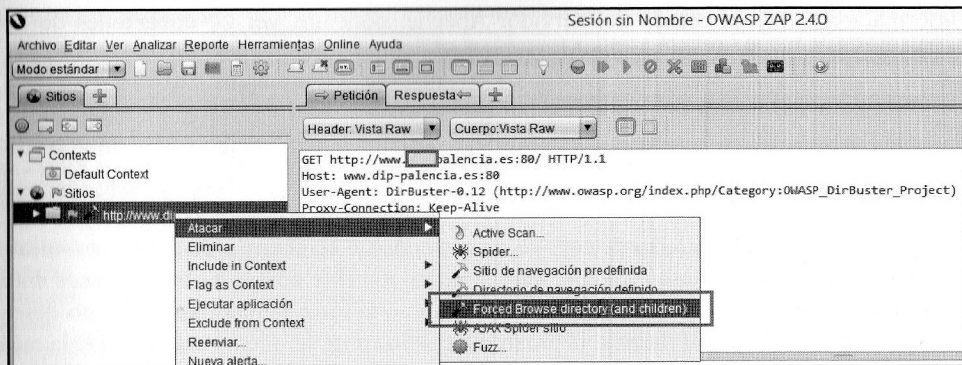 Sesión sin Nombre - OWASP ZAP 2.4.0
Archivo Editar Ver Analizar Reporte Herramientas Online Ayuda
Modo estándar
Sitios
Petición Respuesta
Header: Vista Raw Cuerpo: Vista Raw
Contexts
Default Context
Sitios
http://www.di
GET http://www. palencia.es:80/ HTTP/1.1
Host: www.dip-palencia.es:80
User-Agent: DirBuster-0.12 (http://www.owasp.org/index.php/Category:OWASP_DirBuster_Project)
Proxy-Connection: Keep-Alive
Atacar
Eliminar
Include in Context
Flag as Context
Ejecutar aplicación
Exclude from Context
Reenviar...
Nueva alerta...
Active Scan...
Spider...
Sitio de navegación predefinida
Directorio de navegación definido
Forced Browse directory (and children)
AJAX Spider sitio
Fuzz...